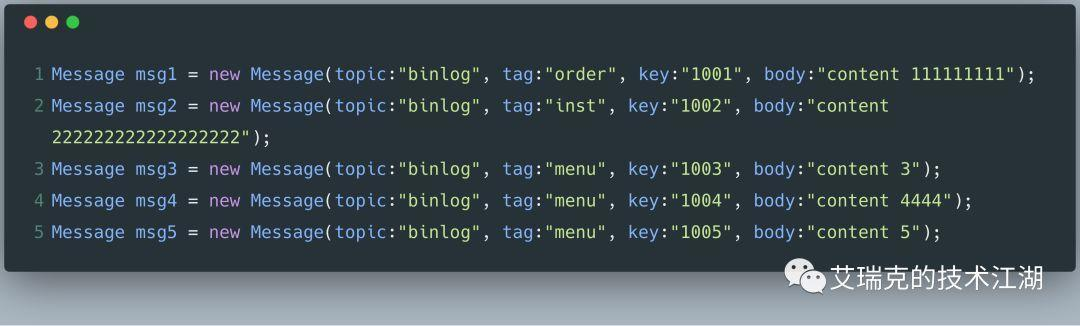 1 Message msg1 = new Message(topic:"binlog", tag:"order", key:"1001", body:"content 111111111");
2 Message msg2 = new Message(topic:"binlog", tag:"inst", key:"1002", body:"content
222222222222222222");
3 Message msg3 = new Message(topic:"binlog", tag:"menu", key:"1003", body:"content 3");
4 Message msg4 = new Message(topic:"binlog", tag:"menu", key:"1004", body:"content 4444");
5 Message msg5 = new Message(topic:"binlog", tag:"menu", key:"1005", body:"content 5");
艾瑞克的技术江湖